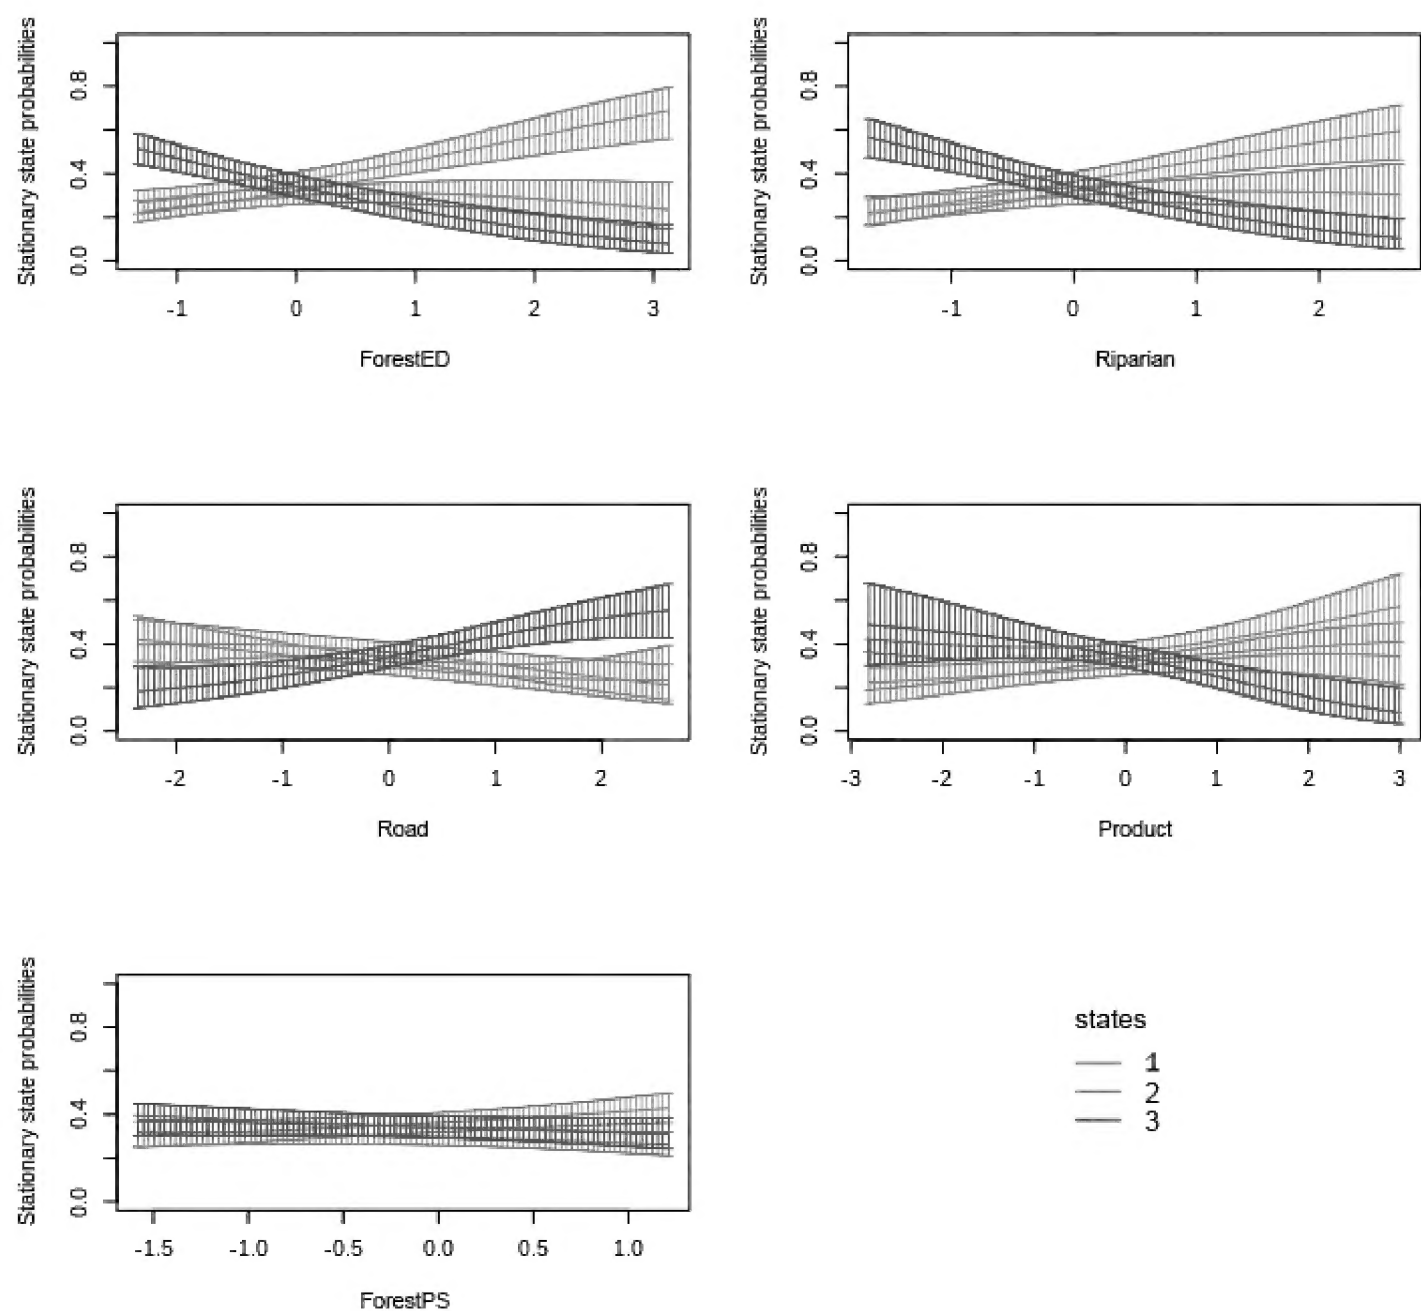 Stationary state probabilities
0.0 0.4 0.8
-1 0 1 2 3
ForestED
Stationary state probabilities
0.0 0.4 0.8
-1 0 1 2
Riparian
Stationary state probabilities
0.0 0.4 0.8
-2 -1 0 1 2
Road
Stationary state probabilities
0.0 0.4 0.8
-3 -2 -1 0 1 2 3
Product
Stationary state probabilities
0.0 0.4 0.8
-1.5 -1.0 -0.5 0.0 0.5 1.0
ForestPS
states
1
2
3